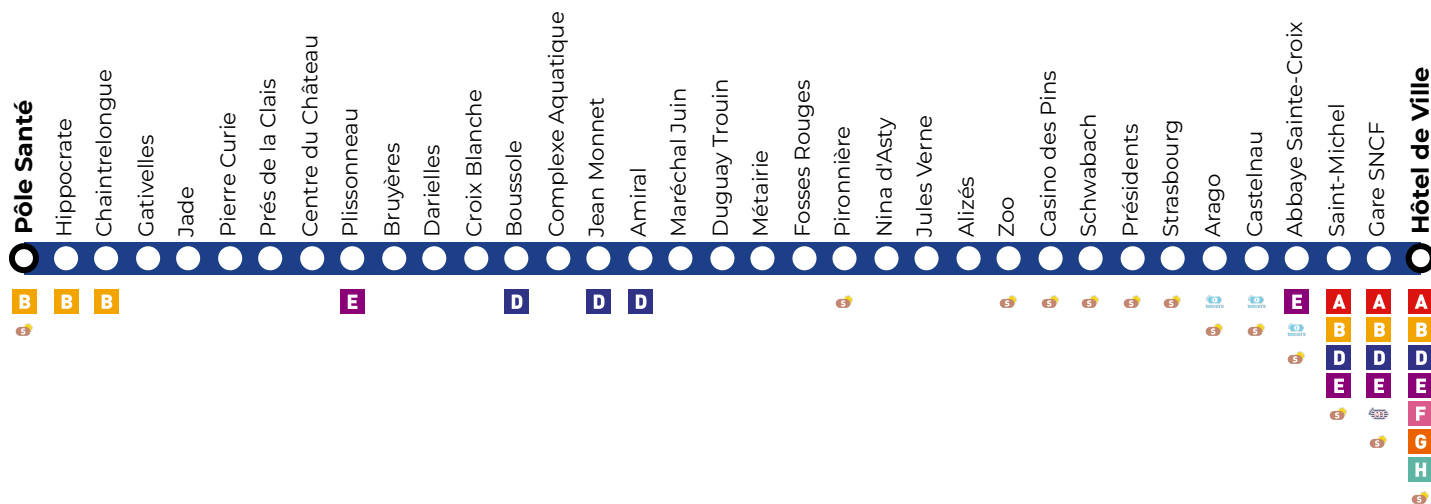 Pôle Santé
Hippocrate
Chaintrelongue
Gativelles
Jade
Pierre Curie
Prés de la Clais
Centre du Château
Plissonneau
Bruyères
Darielles
Croix Blanche
Boussole
Complexe Aquatique
Jean Monnet
Amiral
Maréchal Juin
Duguay Trouin
Métairie
Fosses Rouges
Pironnière
Nina d'Asty
Jules Verne
Alizés
Zoo
Casino des Pins
Schwabach
Présidents
Strasbourg
Arago
Castelnau
Abbaye Sainte-Croix
Saint-Michel
Gare SNCF
Hôtel de Ville
B B B E D D D S S S S S S E A A A
S S S B B B
S D D D
E E E
S F
S G
H
S